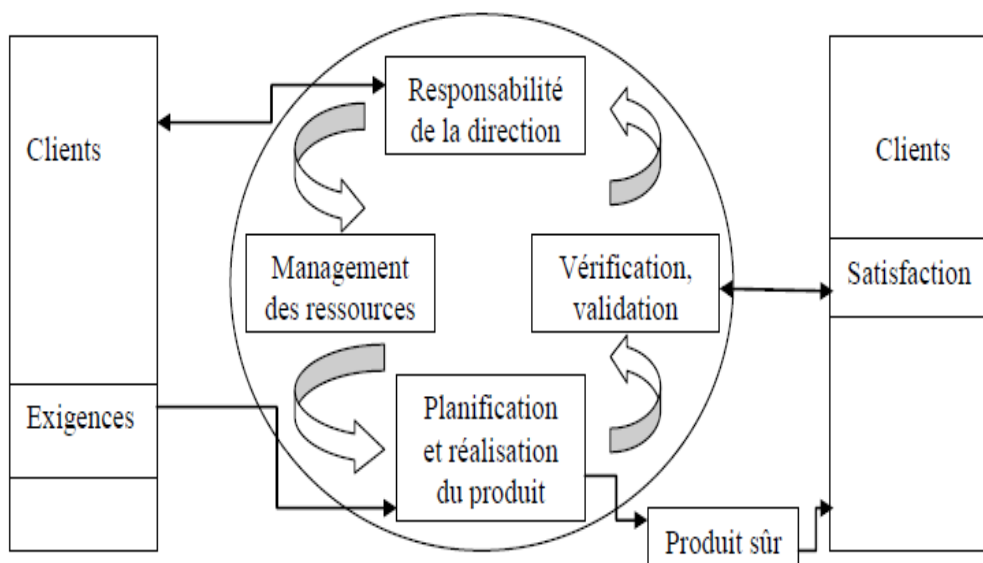 Clients
Exigences
Responsabilité
de la direction
Management
des ressources
Vérification,
validation
Planification
et réalisation
du produit
Produit sûr
Clients
Satisfaction